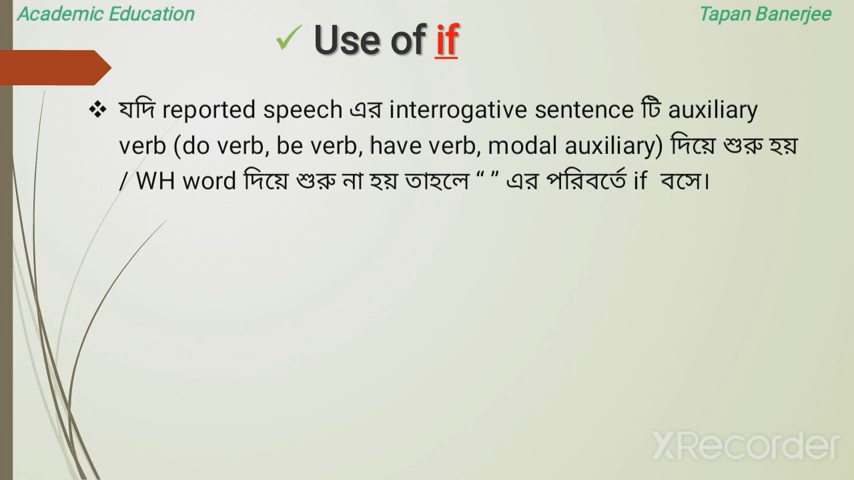 Academic Education
Tapan Banerjee
✓ Use of if
❖ যদি reported speech এর interrogative sentence টি auxiliary
verb (do verb, be verb, have verb, modal auxiliary) দিয়ে শুরু হয়
/ WH word দিয়ে শুরু না হয় তাহলে “ ” এর পরিবর্তে if বসে।
XRecorder